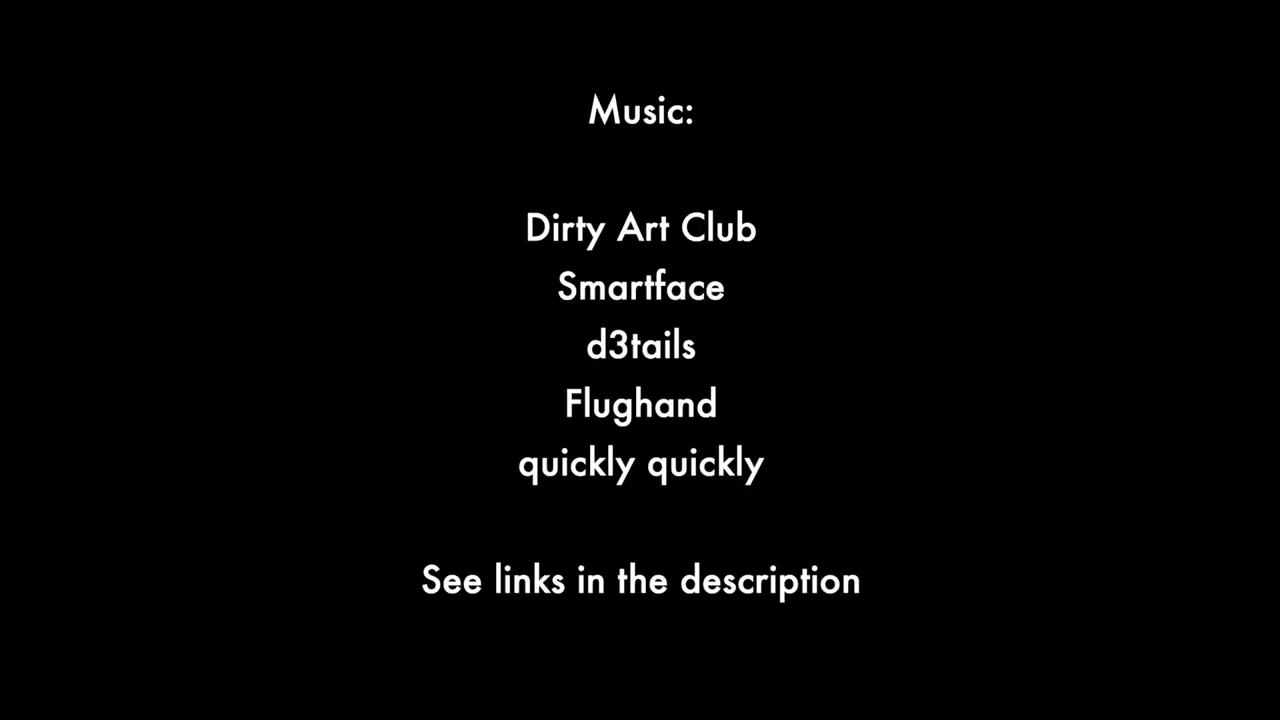 Music:
Dirty Art Club
Smartface
d3tails
Flughand
quickly quickly
See links in the description